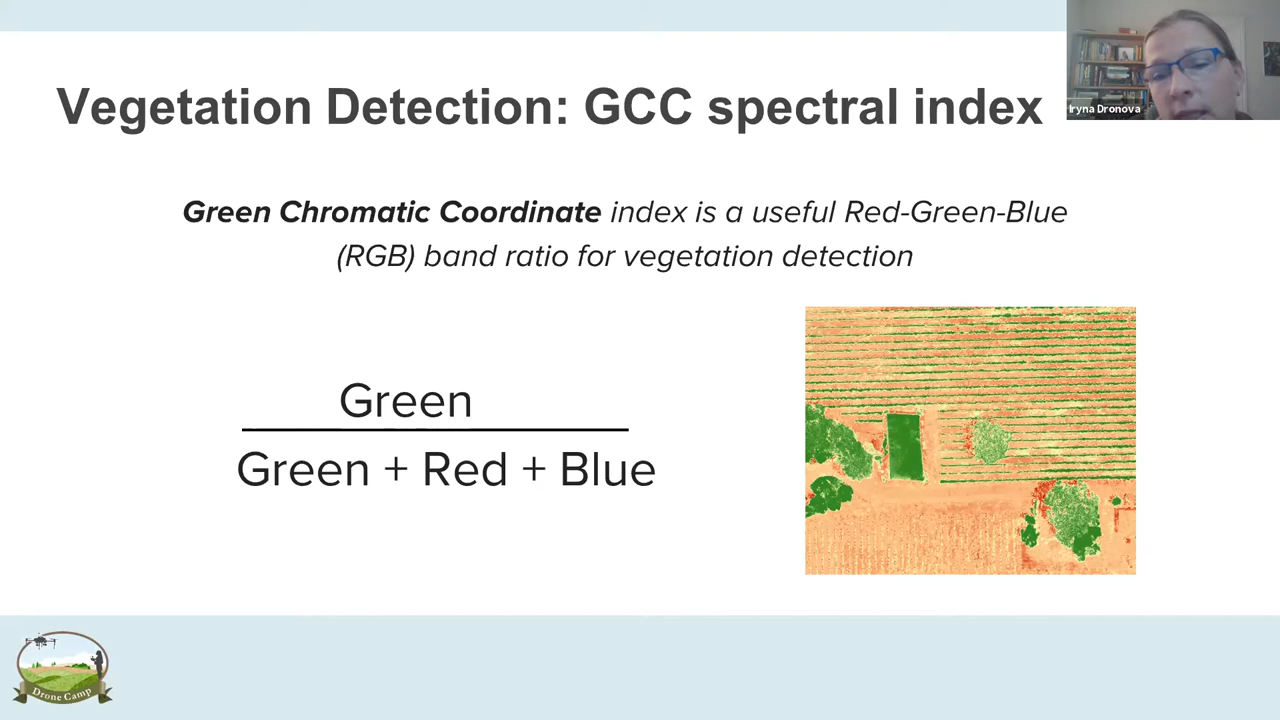 Vegetation Detection: GCC spectral index
Iryna Dronova
Green Chromatic Coordinate index is a useful Red-Green-Blue
(RGB) band ratio for vegetation detection
Green
Green + Red + Blue
Drone Camp